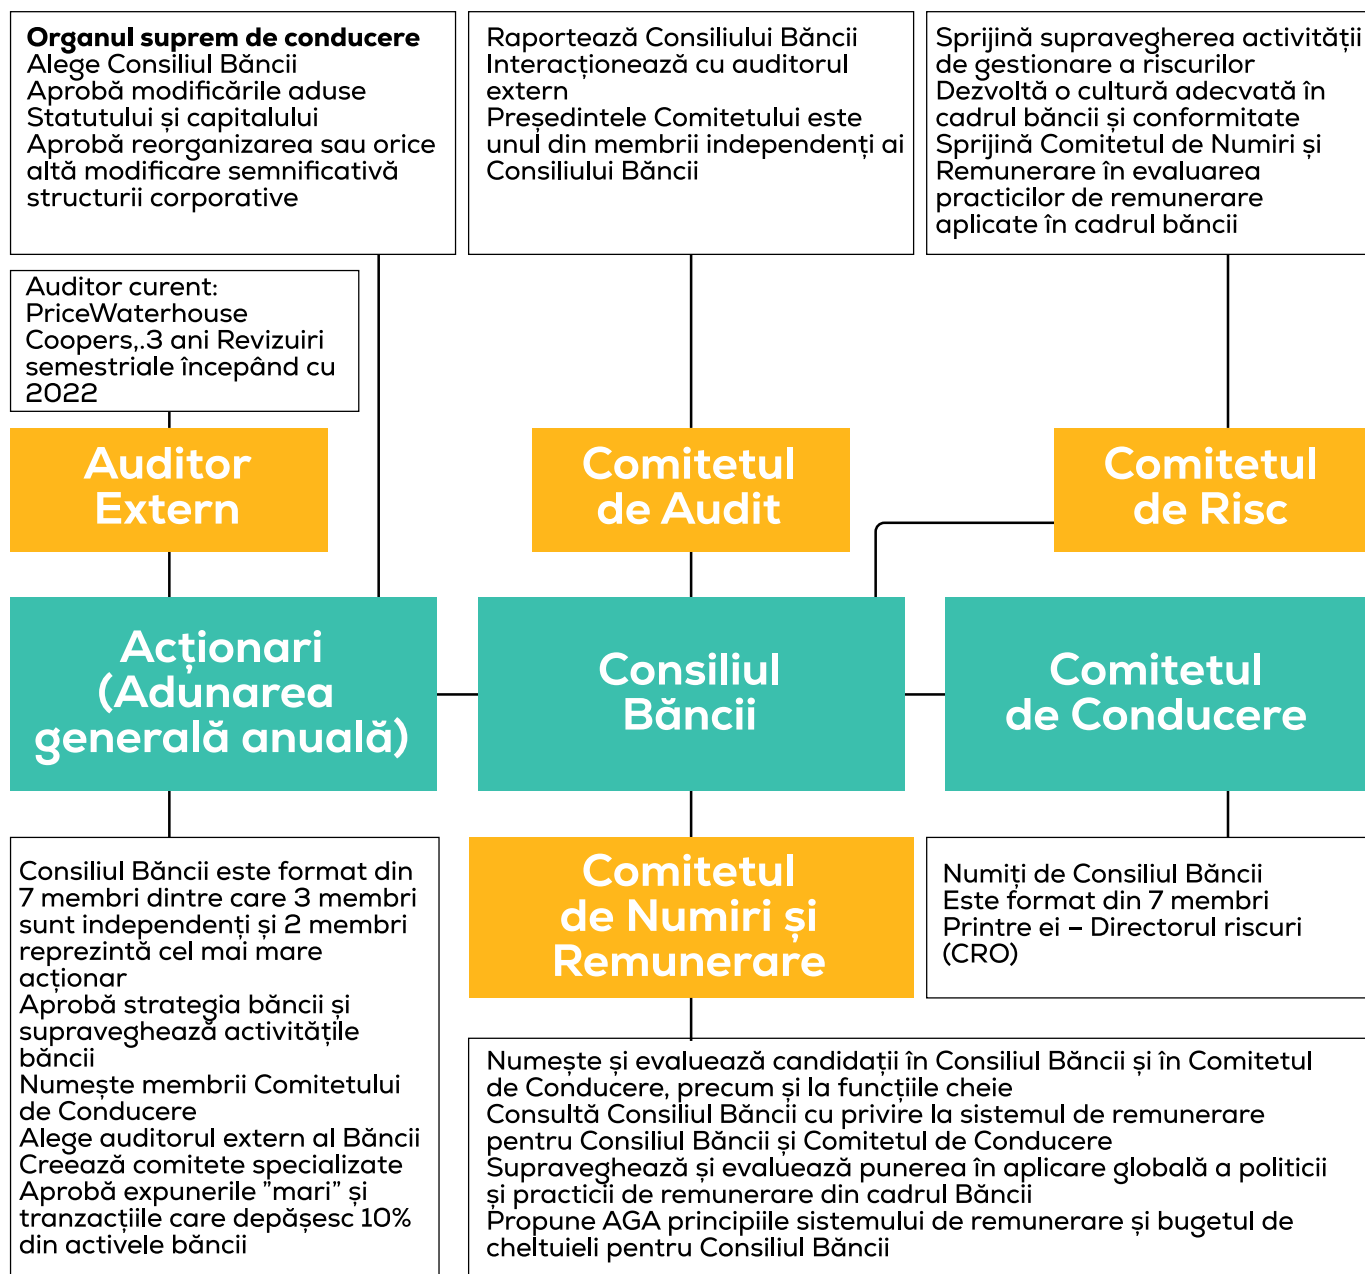 Organul suprem de conducere
Alege Consiliul Băncii
Aprobă modificările aduse
Statutului și capitalului
Aprobă reorganizarea sau orice
altă modificare semnificativă
structurii corporative
Raportează Consiliului Băncii
Interacționează cu auditorul
extern
Președintele Comitetului este
unul din membrii independenți ai
Consiliului Băncii
Sprijină supravegherea activității
de gestionare a riscurilor
Dezvoltă o cultură adecvată în
cadrul băncii și conformitate
Sprijină Comitetul de Numiri și
Remunerare în evaluarea
practicilor de remunerare
aplicate în cadrul băncii
Auditor curent:
PriceWaterhouse
Coopers,.3 ani Revizuiri
semestriale începând cu
2022
Auditor
Extern
Comitetul
de Audit
Comitetul
de Risc
Acționari
(Adunarea
generală anuală)
Consiliul
Băncii
Comitetul
de Conducere
Consiliul Băncii este format din
7 membri dintre care 3 membri
sunt independenți și 2 membri
reprezintă cel mai mare
acționar
Aprobă strategia băncii și
supraveghează activitățile
băncii
Numește membrii Comitetului
de Conducere
Alege auditorul extern al Băncii
Creează comitete specializate
Aprobă expunerile ”mari” și
tranzacțiile care depășesc 10%
din activele băncii
Comitetul
de Numiri și
Remunerare
Numiți de Consiliul Băncii
Este format din 7 membri
Printre ei – Directorul riscuri
(CRO)
Numește și evaluează candidații în Consiliul Băncii și în Comitetul
de Conducere, precum și la funcțiile cheie
Consultă Consiliul Băncii cu privire la sistemul de remunerare
pentru Consiliul Băncii și Comitetul de Conducere
Supraveghează și evaluează punerea în aplicare globală a politicii
și practicii de remunerare din cadrul Băncii
Propune AGA principiile sistemului de remunerare și bugetul de
cheltuieli pentru Consiliul Băncii